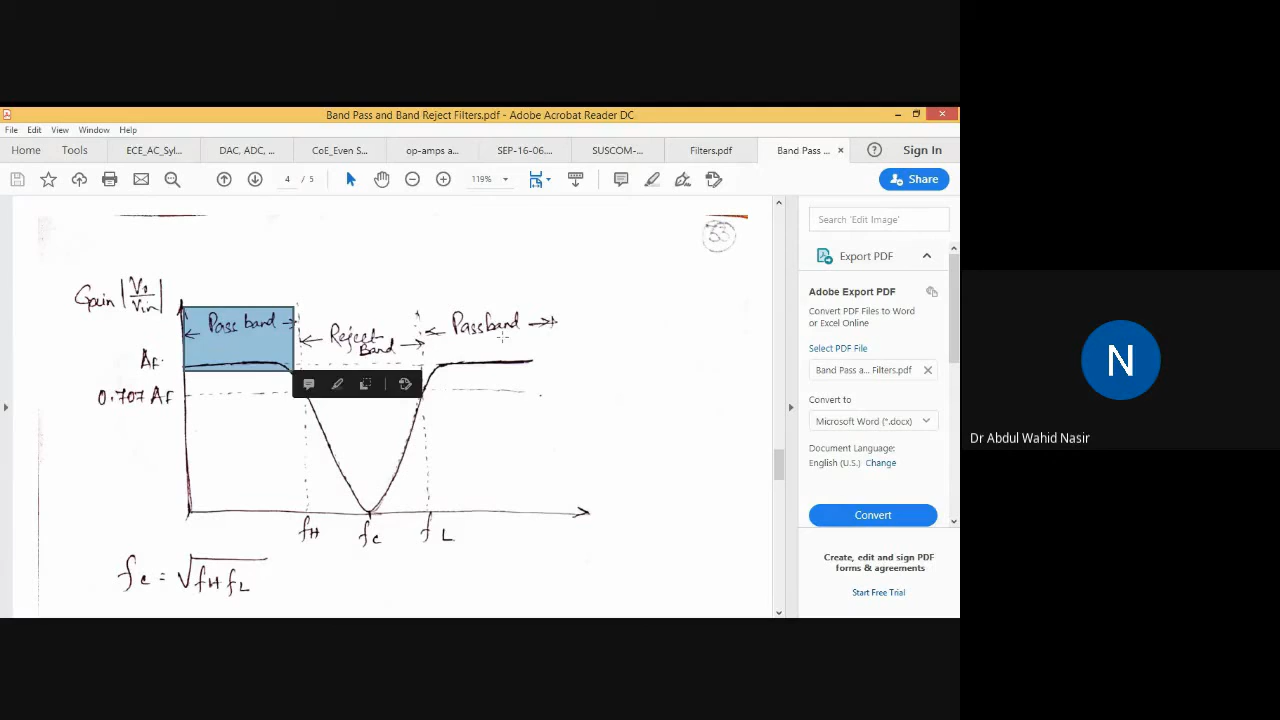 Band Pass and Band Reject Filters.pdf - Adobe Acrobat Reader DC
File Edit View Window Help
Home Tools ECE_AC_Syl... DAC, ADC, ... CoE_Even S... op-amps a... SEP-16-06.... SUSCOM-... Filters.pdf Band Pass ... × Sign In
4 / 5 119% Share
33
Gain |Vo/Vin|
Pass band
Reject Band
Passband
AF
0.707 AF
fH fc fL
fc = √fH fL
Search 'Edit Image'
Export PDF
Adobe Export PDF
Convert PDF Files to Word
or Excel Online
Select PDF File
Band Pass a... Filters.pdf
Convert to
Microsoft Word (*.docx)
Document Language:
English (U.S.) Change
Convert
Create, edit and sign PDF
forms & agreements
Start Free Trial
N
Dr Abdul Wahid Nasir